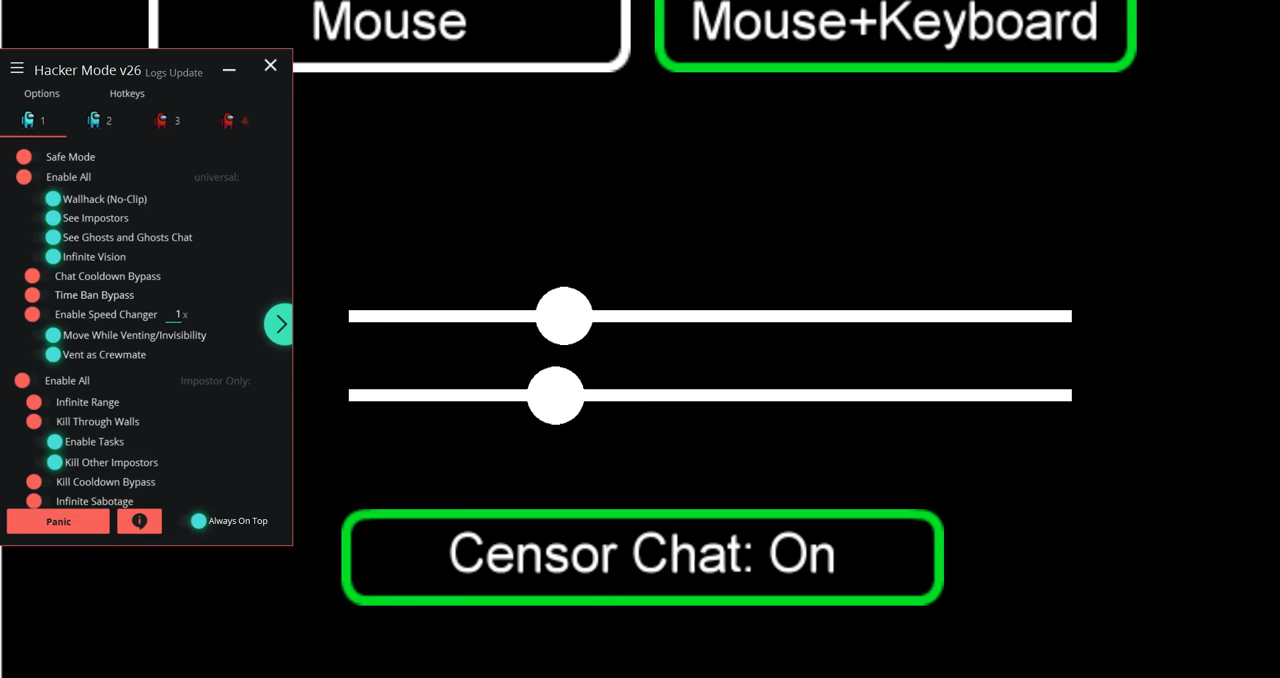 Mouse
Mouse+Keyboard
Hacker Mode v26 Logs Update
Options
Hotkeys
1
2
3
Safe Mode
Enable All
universal:
Wallhack (No-Clip)
See Impostors
See Ghosts and Ghosts Chat
Infinite Vision
Chat Cooldown Bypass
Time Ban Bypass
Enable Speed Changer 1x
Move While Venting/Invisibility
Vent as Crewmate
Enable All
Impostor Only:
Infinite Range
Kill Through Walls
Enable Tasks
Kill Other Impostors
Kill Cooldown Bypass
Infinite Sabotage
Panic
Always On Top
Censor Chat: On